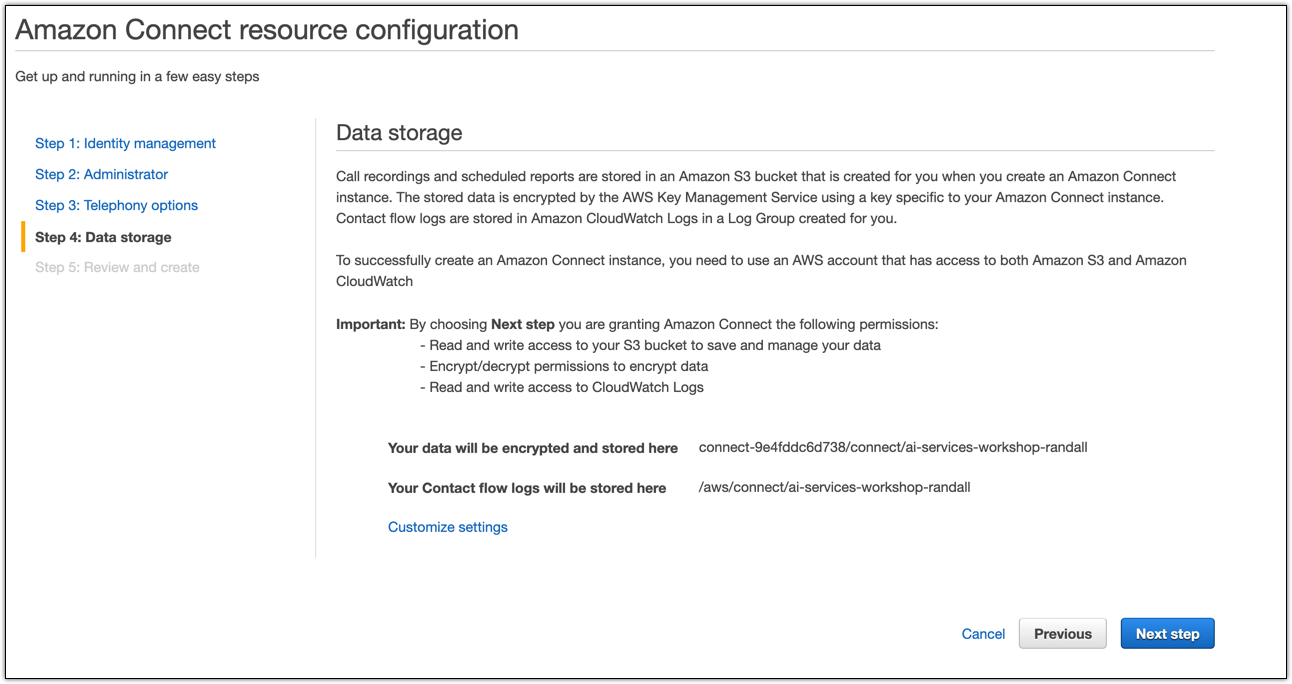 Amazon Connect resource configuration
Get up and running in a few easy steps
Step 1: Identity management
Step 2: Administrator
Step 3: Telephony options
Step 4: Data storage
Step 5: Review and create
Data storage
Call recordings and scheduled reports are stored in an Amazon S3 bucket that is created for you when you create an Amazon Connect
instance. The stored data is encrypted by the AWS Key Management Service using a key specific to your Amazon Connect instance.
Contact flow logs are stored in Amazon CloudWatch Logs in a Log Group created for you.
To successfully create an Amazon Connect instance, you need to use an AWS account that has access to both Amazon S3 and Amazon
CloudWatch
Important: By choosing Next step you are granting Amazon Connect the following permissions:
- Read and write access to your S3 bucket to save and manage your data
- Encrypt/decrypt permissions to encrypt data
- Read and write access to CloudWatch Logs
Your data will be encrypted and stored here connect-9e4fddc6d738/connect/ai-services-workshop-randall
Your Contact flow logs will be stored here /aws/connect/ai-services-workshop-randall
Customize settings
Cancel Previous Next step